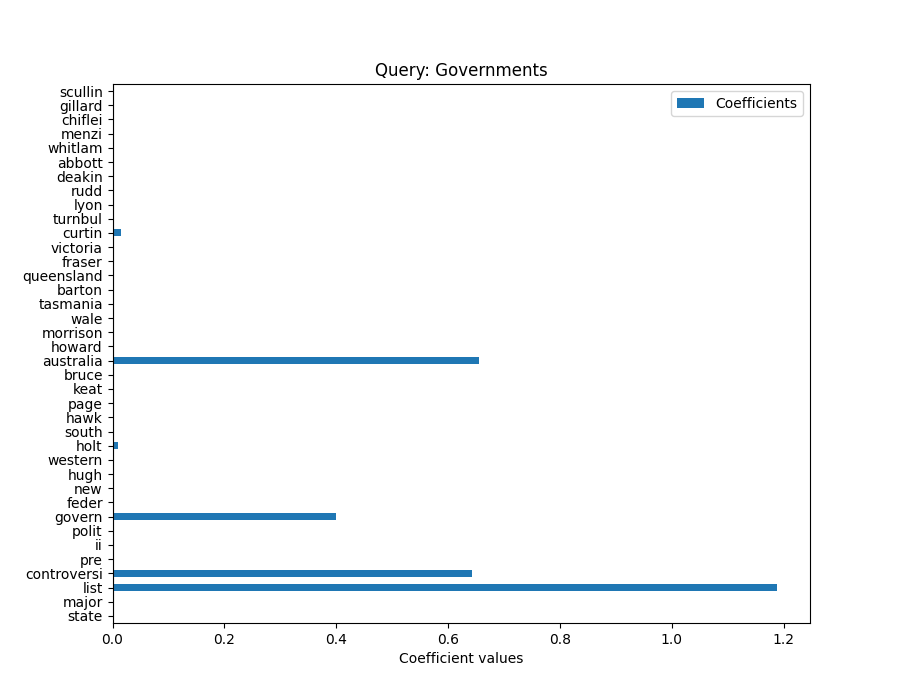 Query: Governments
Coefficients
scullin
gillard
chiflei
menzi
whitlam
abbott
deakin
rudd
lyon
turnbul
curtin
victoria
fraser
queensland
barton
tasmania
wale
morrison
howard
australia
bruce
keat
page
hawk
south
holt
western
hugh
new
feder
govern
polit
ii
pre
controversi
list
major
state
0.0 0.2 0.4 0.6 0.8 1.0 1.2
Coefficient values